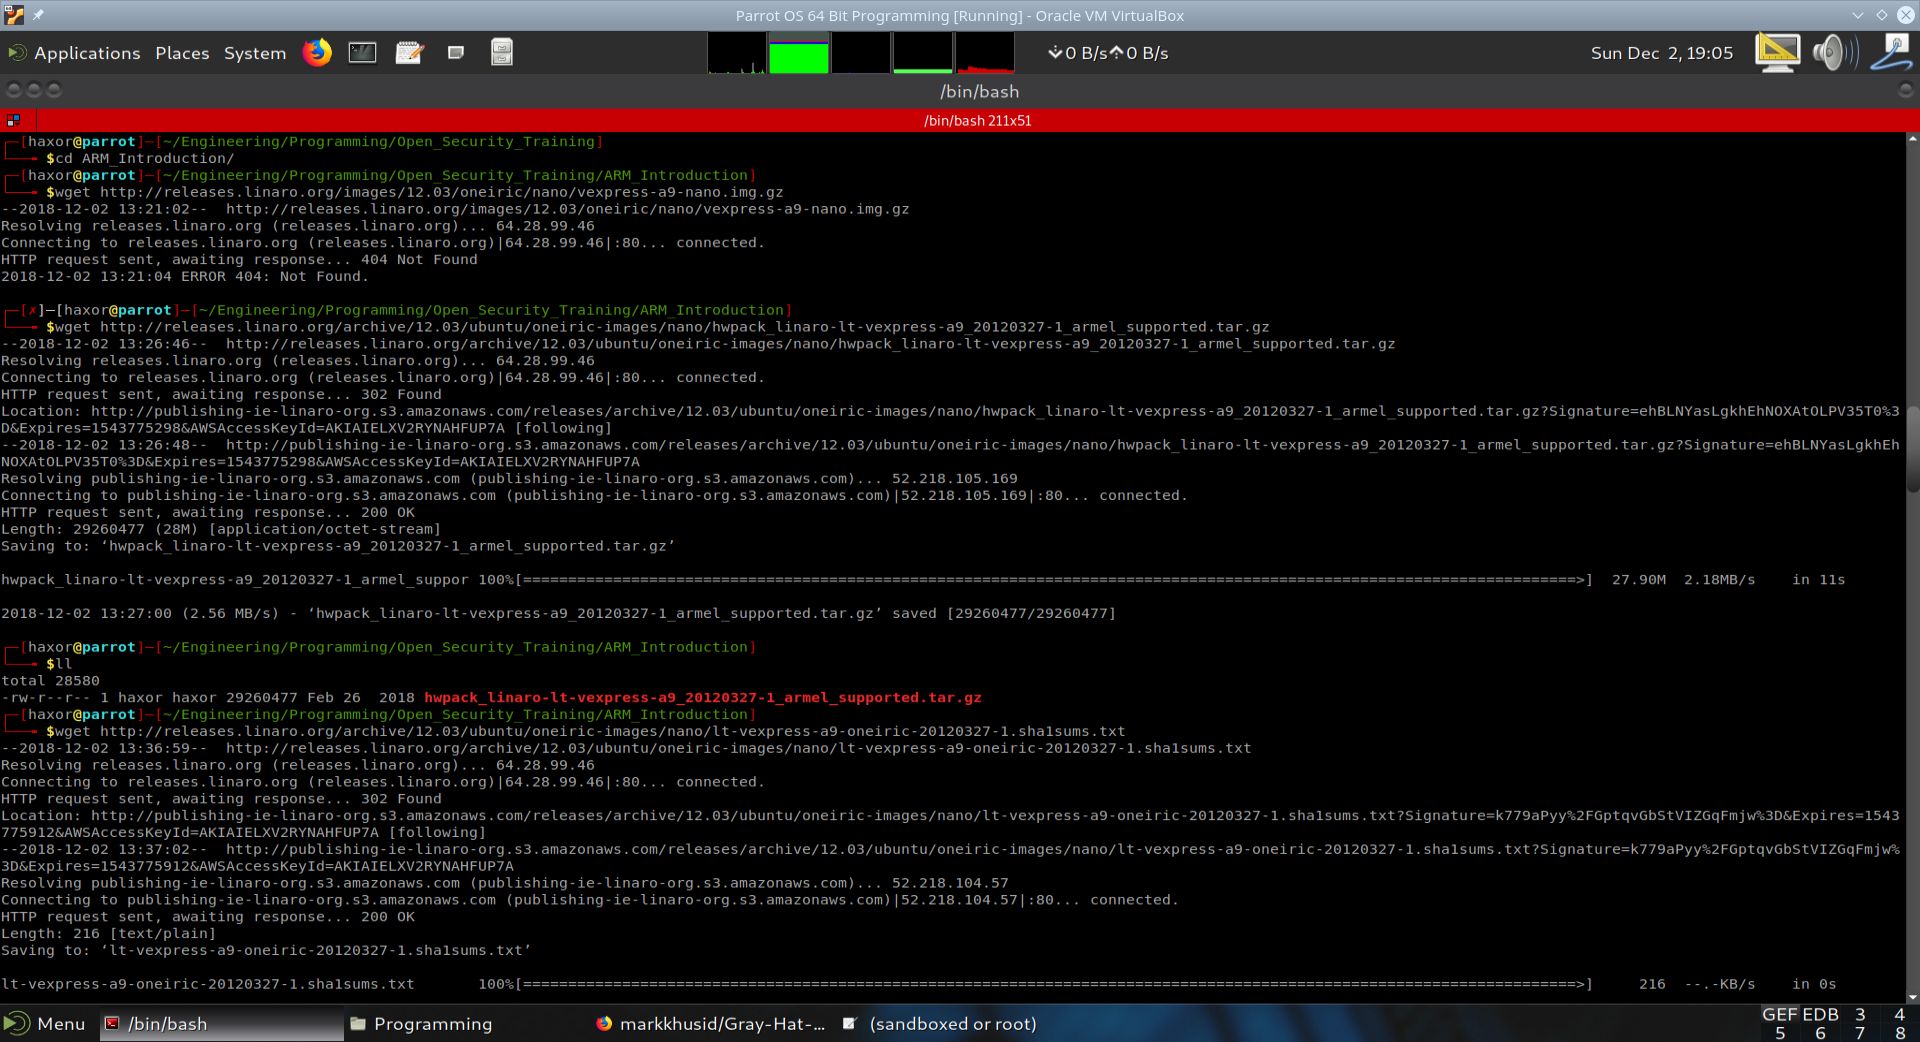 Parrot OS 64 Bit Programming [Running] - Oracle VM VirtualBox
Applications Places System 0 B/s 0 B/s Sun Dec 2, 19:05
/bin/bash
/bin/bash 211x51
[haxor@parrot]─[~/Engineering/Programming/Open_Security_Training]
$cd ARM_Introduction/
[haxor@parrot]─[~/Engineering/Programming/Open_Security_Training/ARM_Introduction]
$wget http://releases.linaro.org/images/12.03/oneiric/nano/vexpress-a9-nano.img.gz
--2018-12-02 13:21:02--  http://releases.linaro.org/images/12.03/oneiric/nano/vexpress-a9-nano.img.gz
Resolving releases.linaro.org (releases.linaro.org)... 64.28.99.46
Connecting to releases.linaro.org (releases.linaro.org)|64.28.99.46|:80... connected.
HTTP request sent, awaiting response... 404 Not Found
2018-12-02 13:21:04 ERROR 404: Not Found.
[✗]─[haxor@parrot]─[~/Engineering/Programming/Open_Security_Training/ARM_Introduction]
$wget http://releases.linaro.org/archive/12.03/ubuntu/oneiric-images/nano/hwpack_linaro-lt-vexpress-a9_20120327-1_armel_supported.tar.gz
--2018-12-02 13:26:46--  http://releases.linaro.org/archive/12.03/ubuntu/oneiric-images/nano/hwpack_linaro-lt-vexpress-a9_20120327-1_armel_supported.tar.gz
Resolving releases.linaro.org (releases.linaro.org)... 64.28.99.46
Connecting to releases.linaro.org (releases.linaro.org)|64.28.99.46|:80... connected.
HTTP request sent, awaiting response... 302 Found
Location: http://publishing-ie-linaro-org.s3.amazonaws.com/releases/archive/12.03/ubuntu/oneiric-images/nano/hwpack_linaro-lt-vexpress-a9_20120327-1_armel_supported.tar.gz?Signature=ehBLNYasLgkhEhNOXAtOLPV35T0%3
D&Expires=1543775298&AWSAccessKeyId=AKIAIELXV2RYNAHFUP7A [following]
--2018-12-02 13:26:48--  http://publishing-ie-linaro-org.s3.amazonaws.com/releases/archive/12.03/ubuntu/oneiric-images/nano/hwpack_linaro-lt-vexpress-a9_20120327-1_armel_supported.tar.gz?Signature=ehBLNYasLgkhEh
NOXAtOLPV35T0%3D&Expires=1543775298&AWSAccessKeyId=AKIAIELXV2RYNAHFUP7A
Resolving publishing-ie-linaro-org.s3.amazonaws.com (publishing-ie-linaro-org.s3.amazonaws.com)... 52.218.105.169
Connecting to publishing-ie-linaro-org.s3.amazonaws.com (publishing-ie-linaro-org.s3.amazonaws.com)|52.218.105.169|:80... connected.
HTTP request sent, awaiting response... 200 OK
Length: 29260477 (28M) [application/octet-stream]
Saving to: ‘hwpack_linaro-lt-vexpress-a9_20120327-1_armel_supported.tar.gz’
hwpack_linaro-lt-vexpress-a9_20120327-1_armel_suppor 100%[=====================================================================================================================>]  27.90M  2.18MB/s    in 11s
2018-12-02 13:27:00 (2.56 MB/s) - ‘hwpack_linaro-lt-vexpress-a9_20120327-1_armel_supported.tar.gz’ saved [29260477/29260477]
[haxor@parrot]─[~/Engineering/Programming/Open_Security_Training/ARM_Introduction]
$ll
total 28580
-rw-r--r-- 1 haxor haxor 29260477 Feb 26  2018 hwpack_linaro-lt-vexpress-a9_20120327-1_armel_supported.tar.gz
[haxor@parrot]─[~/Engineering/Programming/Open_Security_Training/ARM_Introduction]
$wget http://releases.linaro.org/archive/12.03/ubuntu/oneiric-images/nano/lt-vexpress-a9-oneiric-20120327-1.sha1sums.txt
--2018-12-02 13:36:59--  http://releases.linaro.org/archive/12.03/ubuntu/oneiric-images/nano/lt-vexpress-a9-oneiric-20120327-1.sha1sums.txt
Resolving releases.linaro.org (releases.linaro.org)... 64.28.99.46
Connecting to releases.linaro.org (releases.linaro.org)|64.28.99.46|:80... connected.
HTTP request sent, awaiting response... 302 Found
Location: http://publishing-ie-linaro-org.s3.amazonaws.com/releases/archive/12.03/ubuntu/oneiric-images/nano/lt-vexpress-a9-oneiric-20120327-1.sha1sums.txt?Signature=k779aPyy%2FGptqvGbStVIZGqFmjw%3D&Expires=1543
775912&AWSAccessKeyId=AKIAIELXV2RYNAHFUP7A [following]
--2018-12-02 13:37:02--  http://publishing-ie-linaro-org.s3.amazonaws.com/releases/archive/12.03/ubuntu/oneiric-images/nano/lt-vexpress-a9-oneiric-20120327-1.sha1sums.txt?Signature=k779aPyy%2FGptqvGbStVIZGqFmjw%
3D&Expires=1543775912&AWSAccessKeyId=AKIAIELXV2RYNAHFUP7A
Resolving publishing-ie-linaro-org.s3.amazonaws.com (publishing-ie-linaro-org.s3.amazonaws.com)... 52.218.104.57
Connecting to publishing-ie-linaro-org.s3.amazonaws.com (publishing-ie-linaro-org.s3.amazonaws.com)|52.218.104.57|:80... connected.
HTTP request sent, awaiting response... 200 OK
Length: 216 [text/plain]
Saving to: ‘lt-vexpress-a9-oneiric-20120327-1.sha1sums.txt’
lt-vexpress-a9-oneiric-20120327-1.sha1sums.txt       100%[=====================================================================================================================>]     216  --.-KB/s    in 0s
Menu /bin/bash Programming markkhusid/Gray-Hat-... (sandboxed or root) GEF EDB 3 4
5 6 7 8